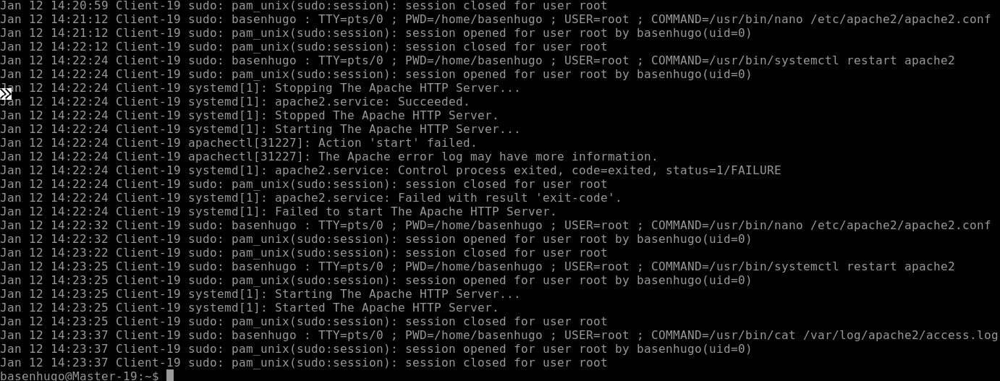 Jan 12 14:20:59 Client-19 sudo: pam_unix(sudo:session): session closed for user root
Jan 12 14:21:12 Client-19 sudo: basenhugo : TTY=pts/0 ; PWD=/home/basenhugo ; USER=root ; COMMAND=/usr/bin/nano /etc/apache2/apache2.conf
Jan 12 14:21:12 Client-19 sudo: pam_unix(sudo:session): session opened for user root by basenhugo(uid=0)
Jan 12 14:22:12 Client-19 sudo: pam_unix(sudo:session): session closed for user root
Jan 12 14:22:24 Client-19 sudo: basenhugo : TTY=pts/0 ; PWD=/home/basenhugo ; USER=root ; COMMAND=/usr/bin/systemctl restart apache2
Jan 12 14:22:24 Client-19 sudo: pam_unix(sudo:session): session opened for user root by basenhugo(uid=0)
Jan 12 14:22:24 Client-19 systemd[1]: Stopping The Apache HTTP Server...
Jan 12 14:22:24 Client-19 systemd[1]: apache2.service: Succeeded.
Jan 12 14:22:24 Client-19 systemd[1]: Stopped The Apache HTTP Server.
Jan 12 14:22:24 Client-19 systemd[1]: Starting The Apache HTTP Server...
Jan 12 14:22:24 Client-19 apachectl[31227]: Action 'start' failed.
Jan 12 14:22:24 Client-19 apachectl[31227]: The Apache error log may have more information.
Jan 12 14:22:24 Client-19 systemd[1]: apache2.service: Control process exited, code=exited, status=1/FAILURE
Jan 12 14:22:24 Client-19 sudo: pam_unix(sudo:session): session closed for user root
Jan 12 14:22:24 Client-19 systemd[1]: apache2.service: Failed with result 'exit-code'.
Jan 12 14:22:24 Client-19 systemd[1]: Failed to start The Apache HTTP Server.
Jan 12 14:22:32 Client-19 sudo: basenhugo : TTY=pts/0 ; PWD=/home/basenhugo ; USER=root ; COMMAND=/usr/bin/nano /etc/apache2/apache2.conf
Jan 12 14:22:32 Client-19 sudo: pam_unix(sudo:session): session opened for user root by basenhugo(uid=0)
Jan 12 14:23:22 Client-19 sudo: pam_unix(sudo:session): session closed for user root
Jan 12 14:23:25 Client-19 sudo: basenhugo : TTY=pts/0 ; PWD=/home/basenhugo ; USER=root ; COMMAND=/usr/bin/systemctl restart apache2
Jan 12 14:23:25 Client-19 sudo: pam_unix(sudo:session): session opened for user root by basenhugo(uid=0)
Jan 12 14:23:25 Client-19 systemd[1]: Starting The Apache HTTP Server...
Jan 12 14:23:25 Client-19 systemd[1]: Started The Apache HTTP Server.
Jan 12 14:23:25 Client-19 sudo: pam_unix(sudo:session): session closed for user root
Jan 12 14:23:37 Client-19 sudo: basenhugo : TTY=pts/0 ; PWD=/home/basenhugo ; USER=root ; COMMAND=/usr/bin/cat /var/log/apache2/access.log
Jan 12 14:23:37 Client-19 sudo: pam_unix(sudo:session): session opened for user root by basenhugo(uid=0)
Jan 12 14:23:37 Client-19 sudo: pam_unix(sudo:session): session closed for user root
basenhugo@Master-19:~$